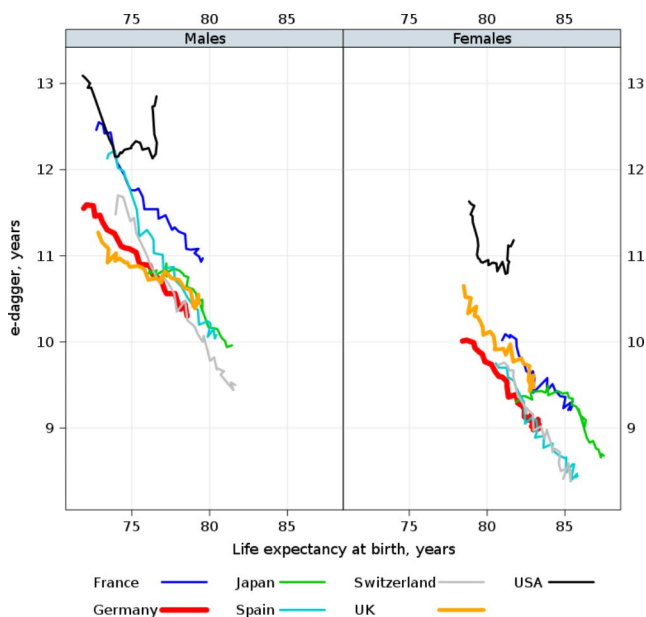 75 80 85 75 80 85
Males Females
13 13
12 12
11 11
10 10
9 9
e-dagger, years
75 80 85 75 80 85
Life expectancy at birth, years
France Japan Switzerland USA
Germany Spain UK